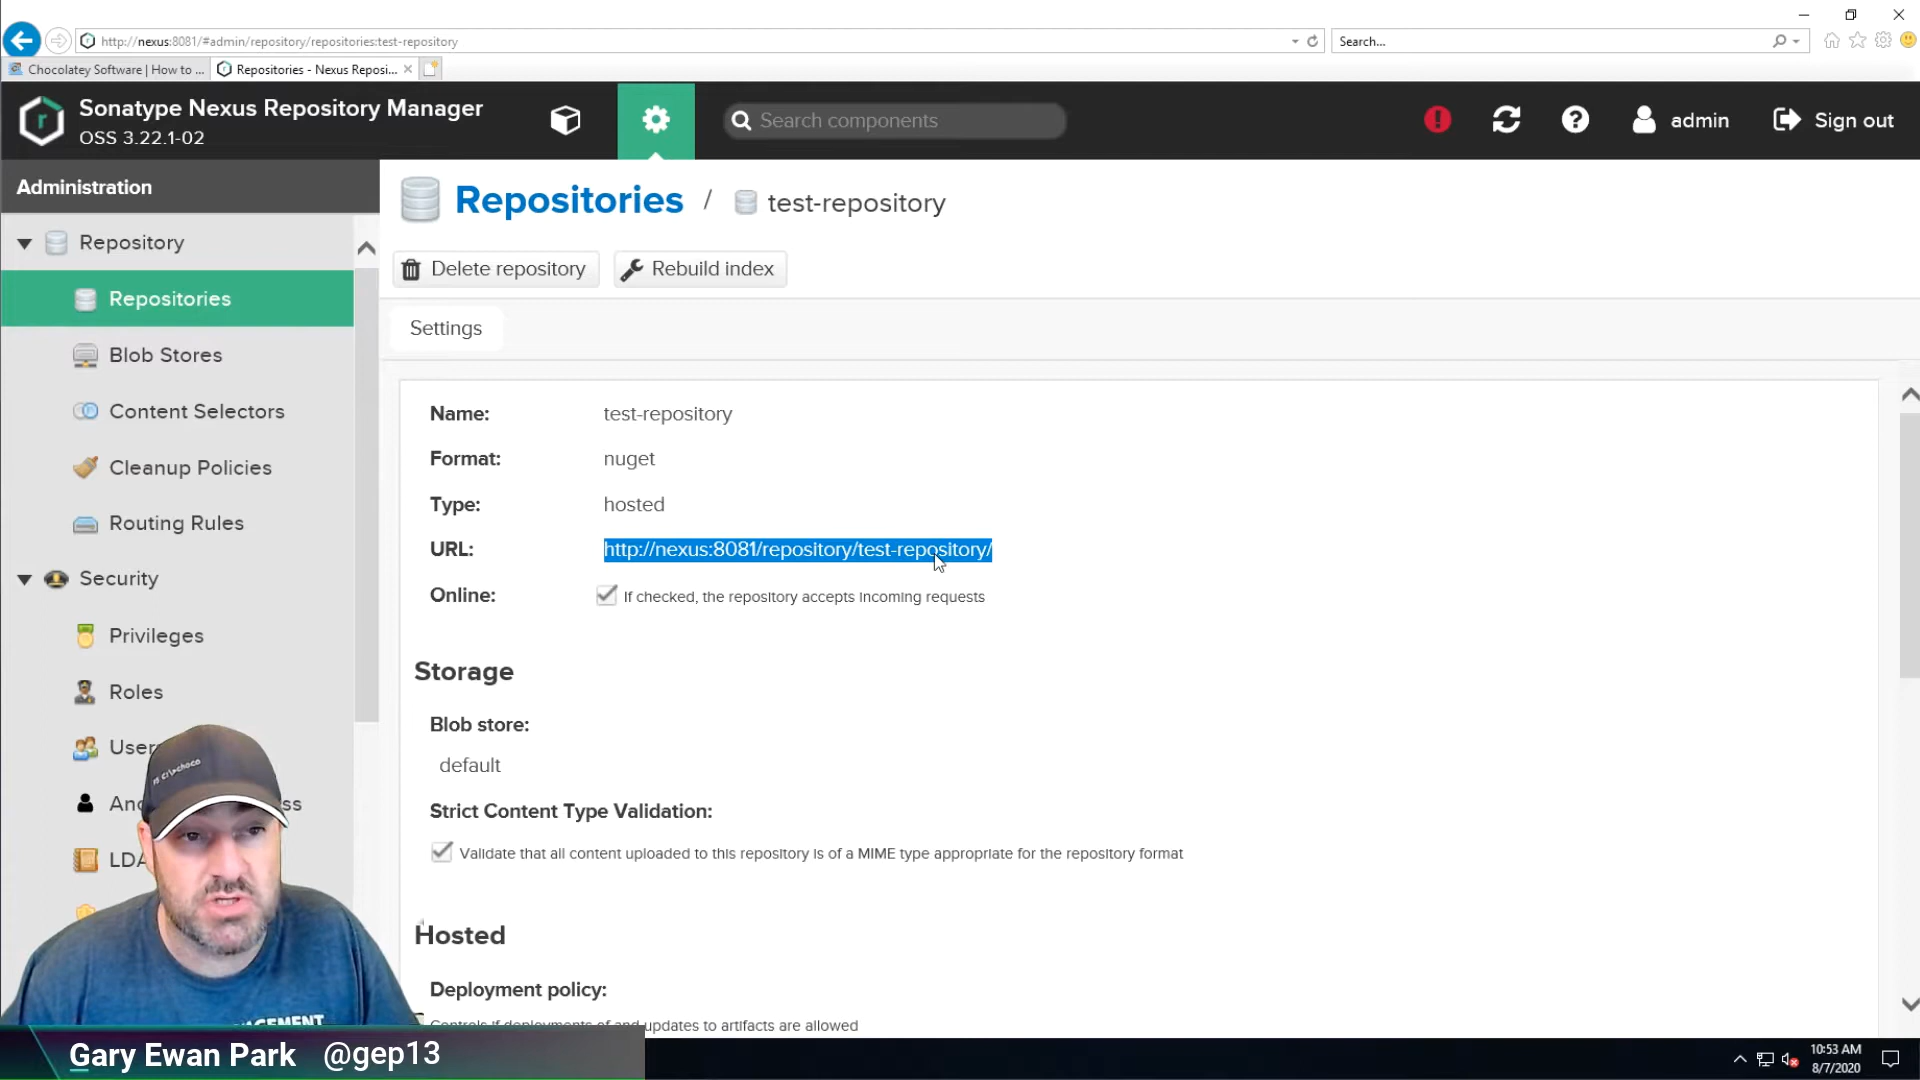 http://nexus:8081/#admin/repository/repositories:test-repository
Search...
Chocolatey Software | How to ...
Repositories - Nexus Reposi...
Sonatype Nexus Repository Manager
OSS 3.22.1-02
Search components
admin
Sign out
Administration
Repositories / test-repository
Repository
Delete repository
Rebuild index
Repositories
Settings
Blob Stores
Content Selectors
Cleanup Policies
Routing Rules
Security
Privileges
Roles
Name: test-repository
Format: nuget
Type: hosted
URL: http://nexus:8081/repository/test-repository/
Online: If checked, the repository accepts incoming requests
Storage
Blob store:
default
Strict Content Type Validation:
Validate that all content uploaded to this repository is of a MIME type appropriate for the repository format
Hosted
Deployment policy:
Controls if deployments of and updates to artifacts are allowed
Gary Ewan Park @gep13
10:53 AM
8/7/2020